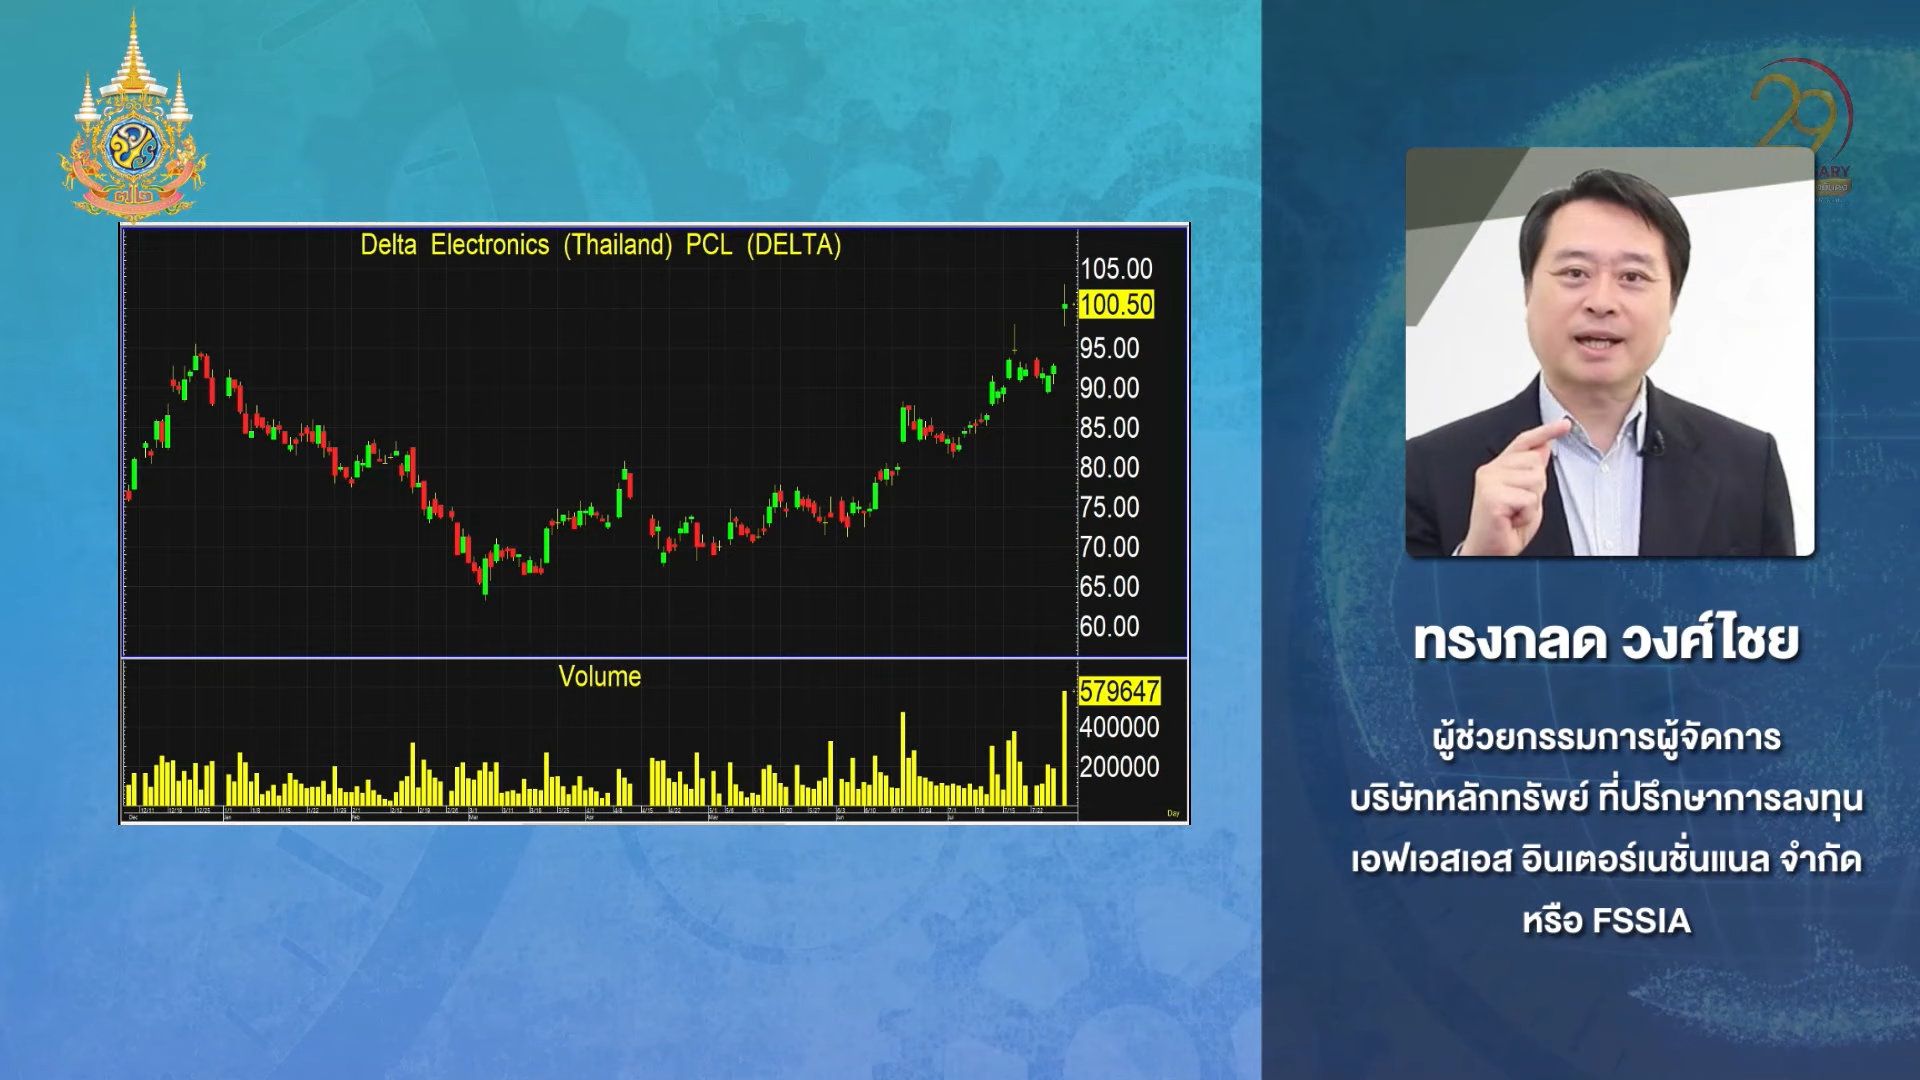 Delta Electronics (Thailand) PCL (DELTA)
105.00
100.50
95.00
90.00
85.00
80.00
75.00
70.00
65.00
60.00
Volume
579647
400000
200000
Day
29
ทรงกลด วงศ์ไชย
ผู้ช่วยกรรมการผู้จัดการ
บริษัทหลักทรัพย์ ที่ปรึกษาการลงทุน
เอฟเอสเอส อินเตอร์เนชั่นแนล จำกัด
หรือ FSSIA